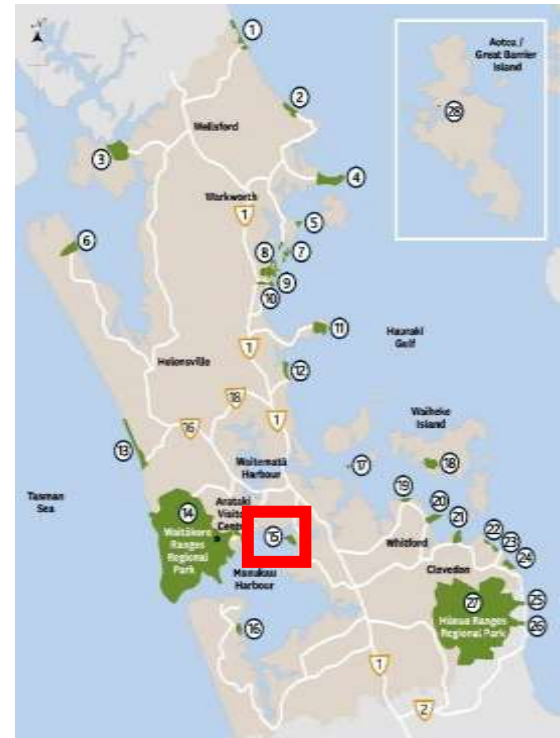 1
Aotea /
Great Barrier
Island
28
2
Wellsford
3
4
Warkworth
1
5
6
8
7
9
10
11
Hauraki
Gulf
1
12
Helensville
18
Waiheke
Island
16
1
13
Waitematā
Harbour
17
18
Tasman
Sea
14
Arataki
Visitor
Centre
19
20
Waitākere
Ranges
Regional
Park
15
21
22
Whitford
23
24
Manukau
Harbour
Clevedon
27
25
16
Hūnua Ranges
Regional Park
26
1
2